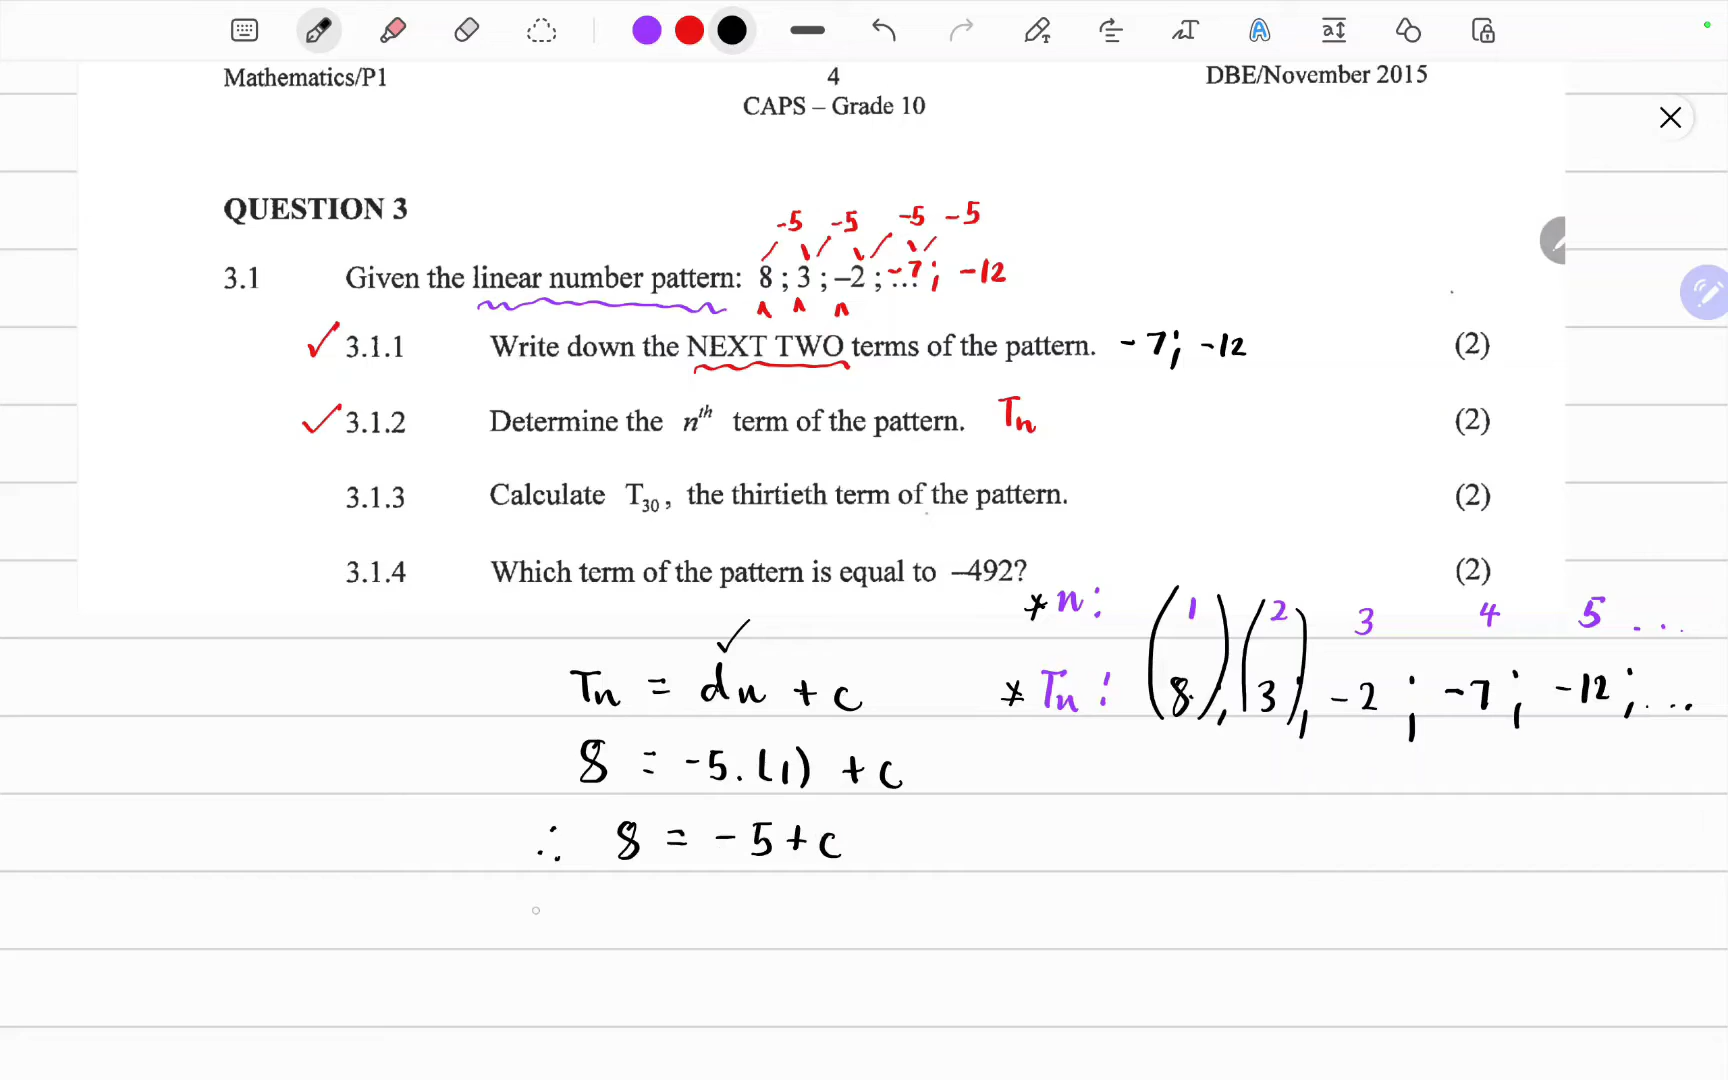 Mathematics/P1 4 DBE/November 2015
CAPS – Grade 10
QUESTION 3
-5 -5 -5 -5
3.1 Given the linear number pattern: 8 ; 3 ; –2 ; ... -7 ; -12
3.1.1 Write down the NEXT TWO terms of the pattern. -7 ; -12 (2)
3.1.2 Determine the nth term of the pattern. Tn (2)
3.1.3 Calculate T30, the thirtieth term of the pattern. (2)
3.1.4 Which term of the pattern is equal to –492? (2)
* n : 1 2 3 4 5 ...
Tn = dn + c
* Tn : 8 ; 3 ; -2 ; -7 ; -12 ; ...
8 = -5.(1) + c
∴ 8 = -5 + c